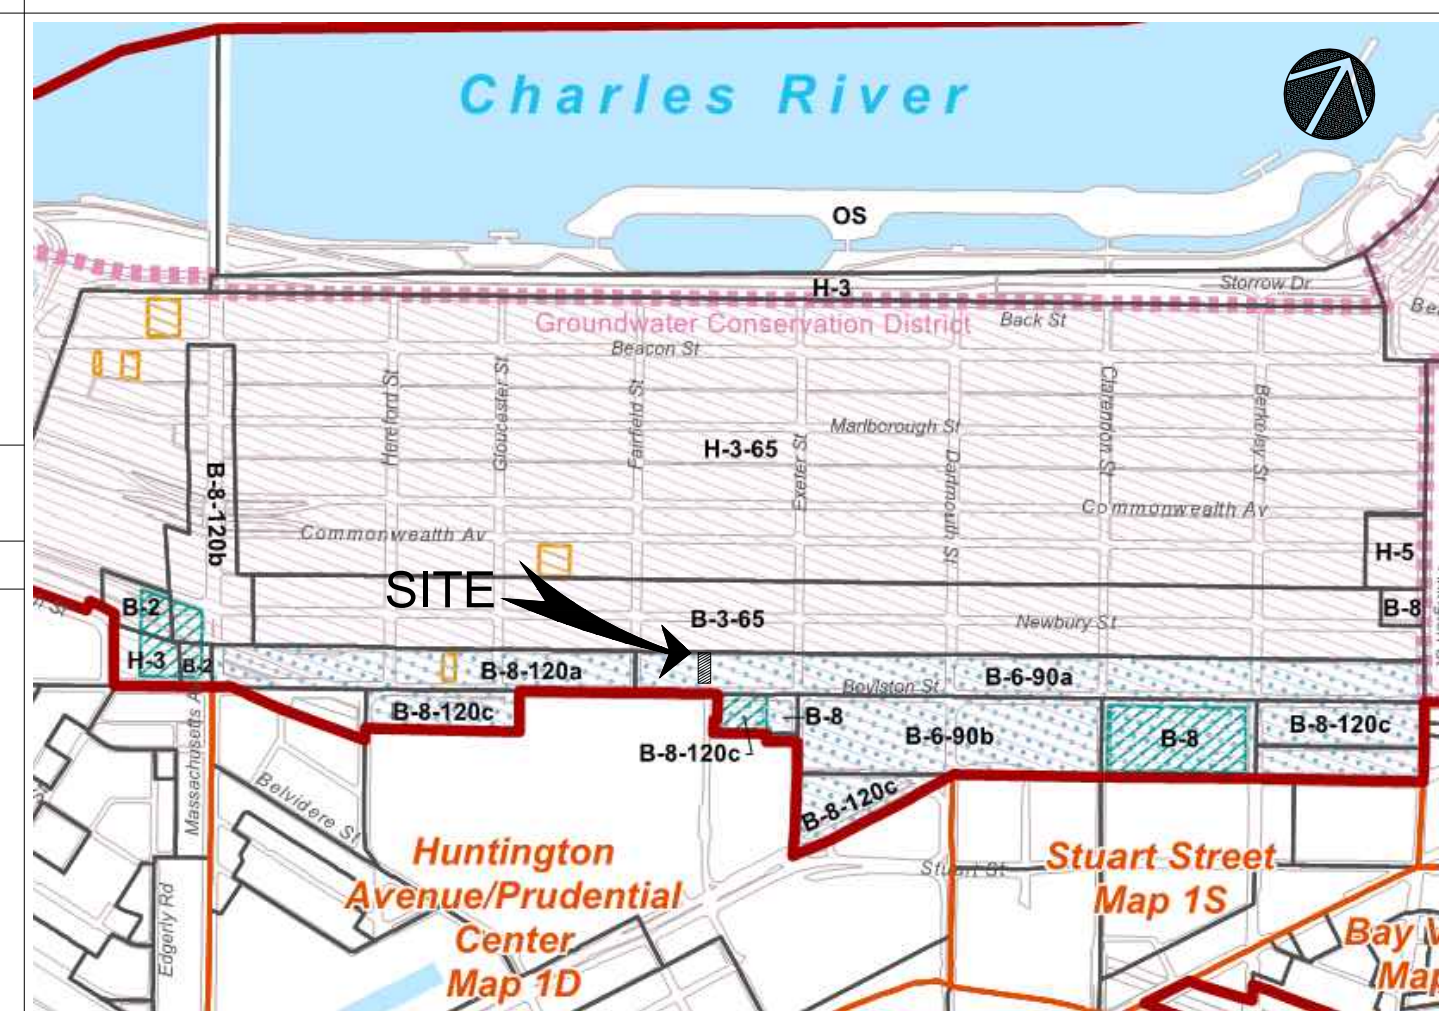 Charles River
OS
Storrow Dr
H-3
Groundwater Conservation District
Back St
Beacon St
Hereford St
Gloucester St
Fairfield St
Clarendon St
Berkeley St
Marlborough St
H-3-65
Exeter St
Dartmouth St
B-8-120b
Commonwealth Av
Commonwealth Av
H-5
SITE
B-2
B-3-65
Newbury St
B-8
H-3
B-2
B-8-120a
B-6-90a
Boylston St
B-8-120c
B-8
B-6-90b
B-8
B-8-120c
B-8-120c
Massachusetts A
Belvidere St
B-8-120c
Huntington
Avenue/Prudential
Center
Map 1D
Stuart St
Stuart Street
Map 1S
Edgerly Rd
Bay V
Map